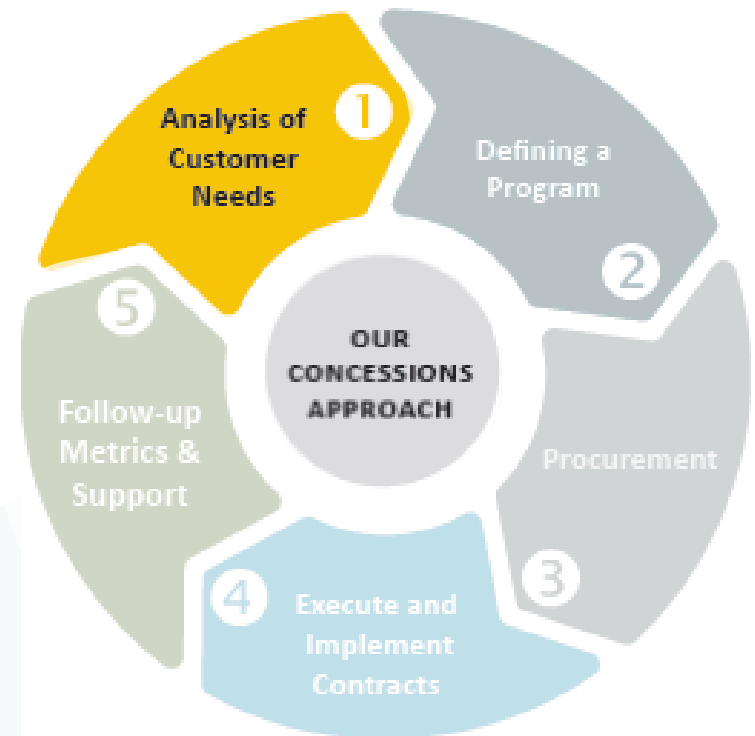 1
Analysis of
Customer
Needs
Defining a
Program
2
Procurement
3
Execute and
Implement
Contracts
4
Follow-up
Metrics &
Support
5
OUR
CONCESSIONS
APPROACH